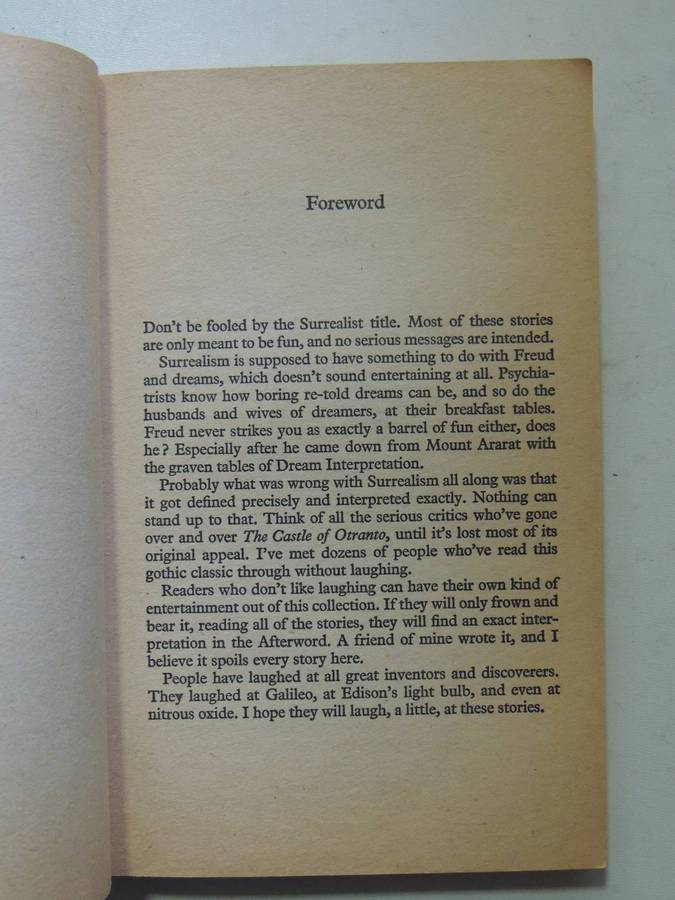 Foreword
Don't be fooled by the Surrealist title. Most of these stories
are only meant to be fun, and no serious messages are intended.
Surrealism is supposed to have something to do with Freud
and dreams, which doesn't sound entertaining at all. Psychia-
trists know how boring re-told dreams can be, and so do the
husbands and wives of dreamers, at their breakfast tables.
Freud never strikes you as exactly a barrel of fun either, does
he? Especially after he came down from Mount Ararat with
the graven tables of Dream Interpretation.
Probably what was wrong with Surrealism all along was that
it got defined precisely and interpreted exactly. Nothing can
stand up to that. Think of all the serious critics who've gone
over and over The Castle of Otranto, until it's lost most of its
original appeal. I've met dozens of people who've read this
gothic classic through without laughing.
Readers who don't like laughing can have their own kind of
entertainment out of this collection. If they will only frown and
bear it, reading all of the stories, they will find an exact inter-
pretation in the Afterword. A friend of mine wrote it, and I
believe it spoils every story here.
People have laughed at all great inventors and discoverers.
They laughed at Galileo, at Edison's light bulb, and even at
nitrous oxide. I hope they will laugh, a little, at these stories.